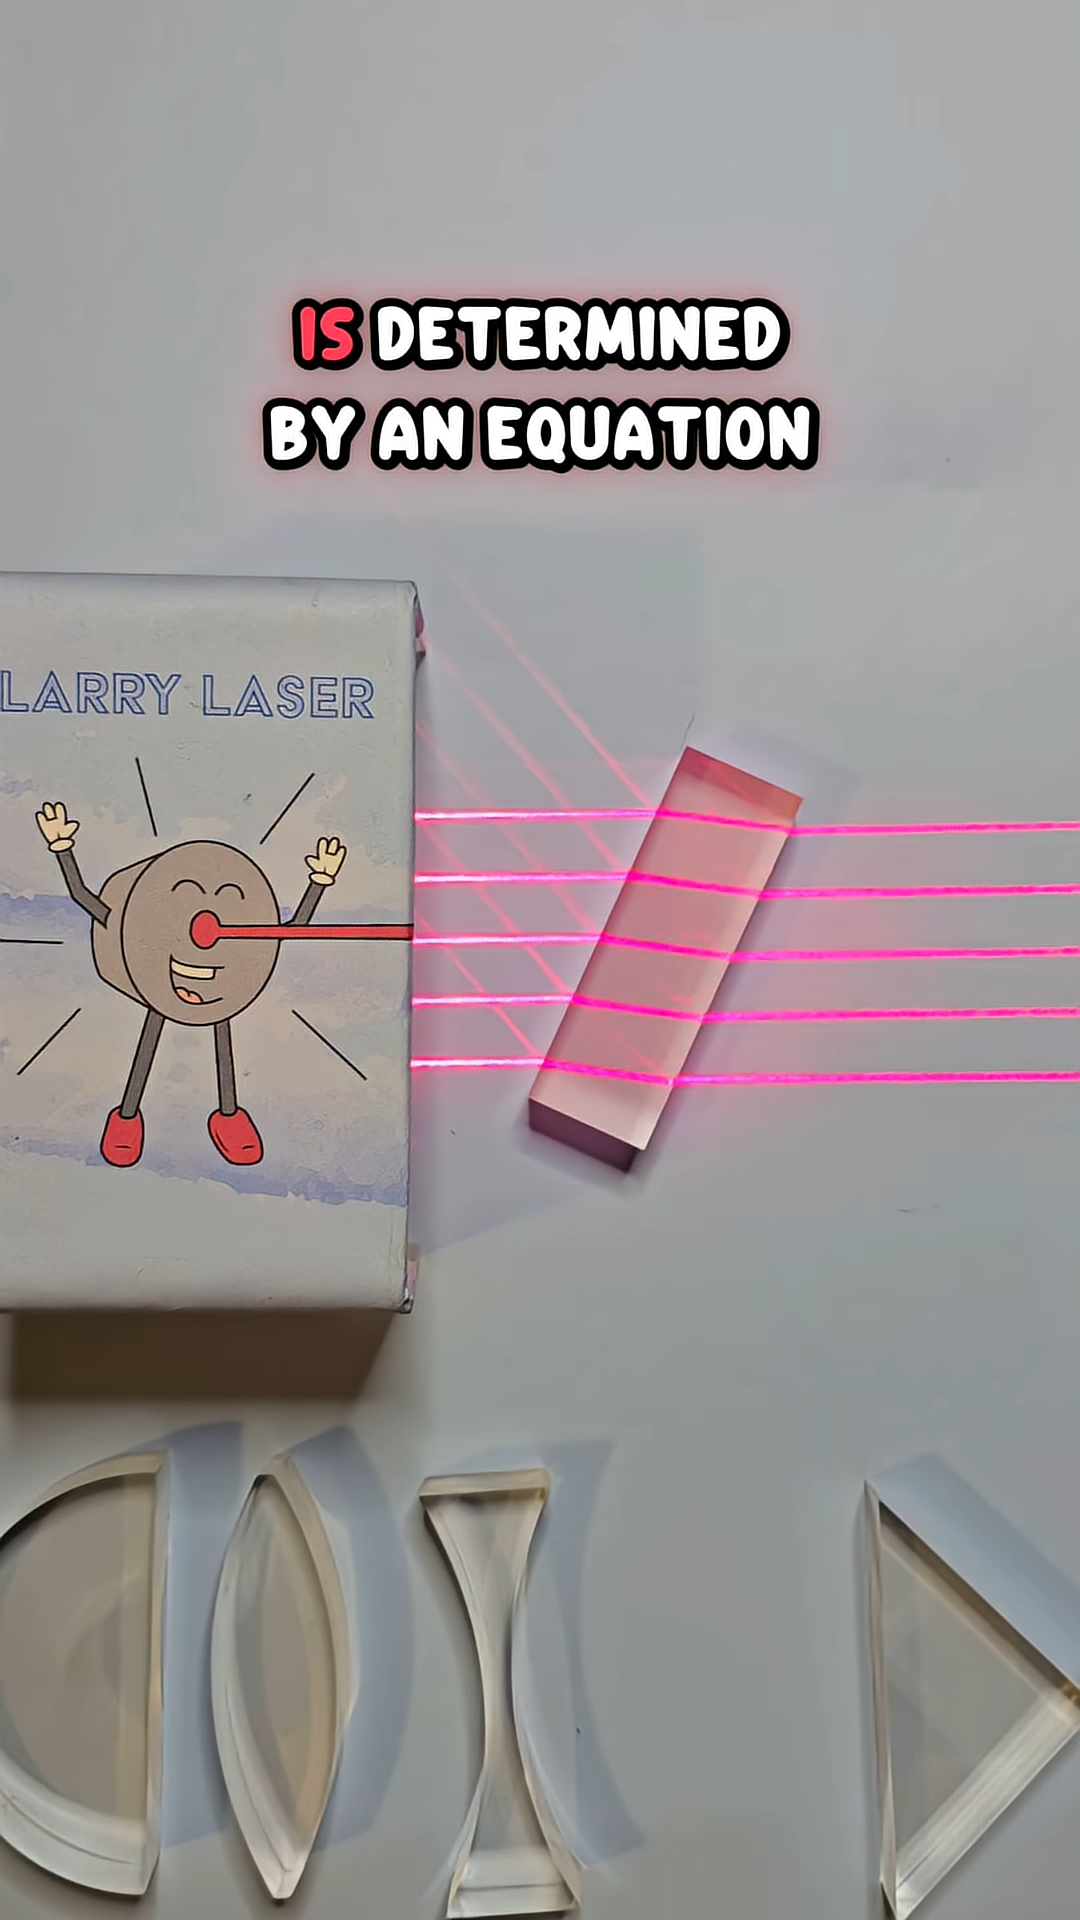 IS DETERMINED
BY AN EQUATION
LARRY LASER